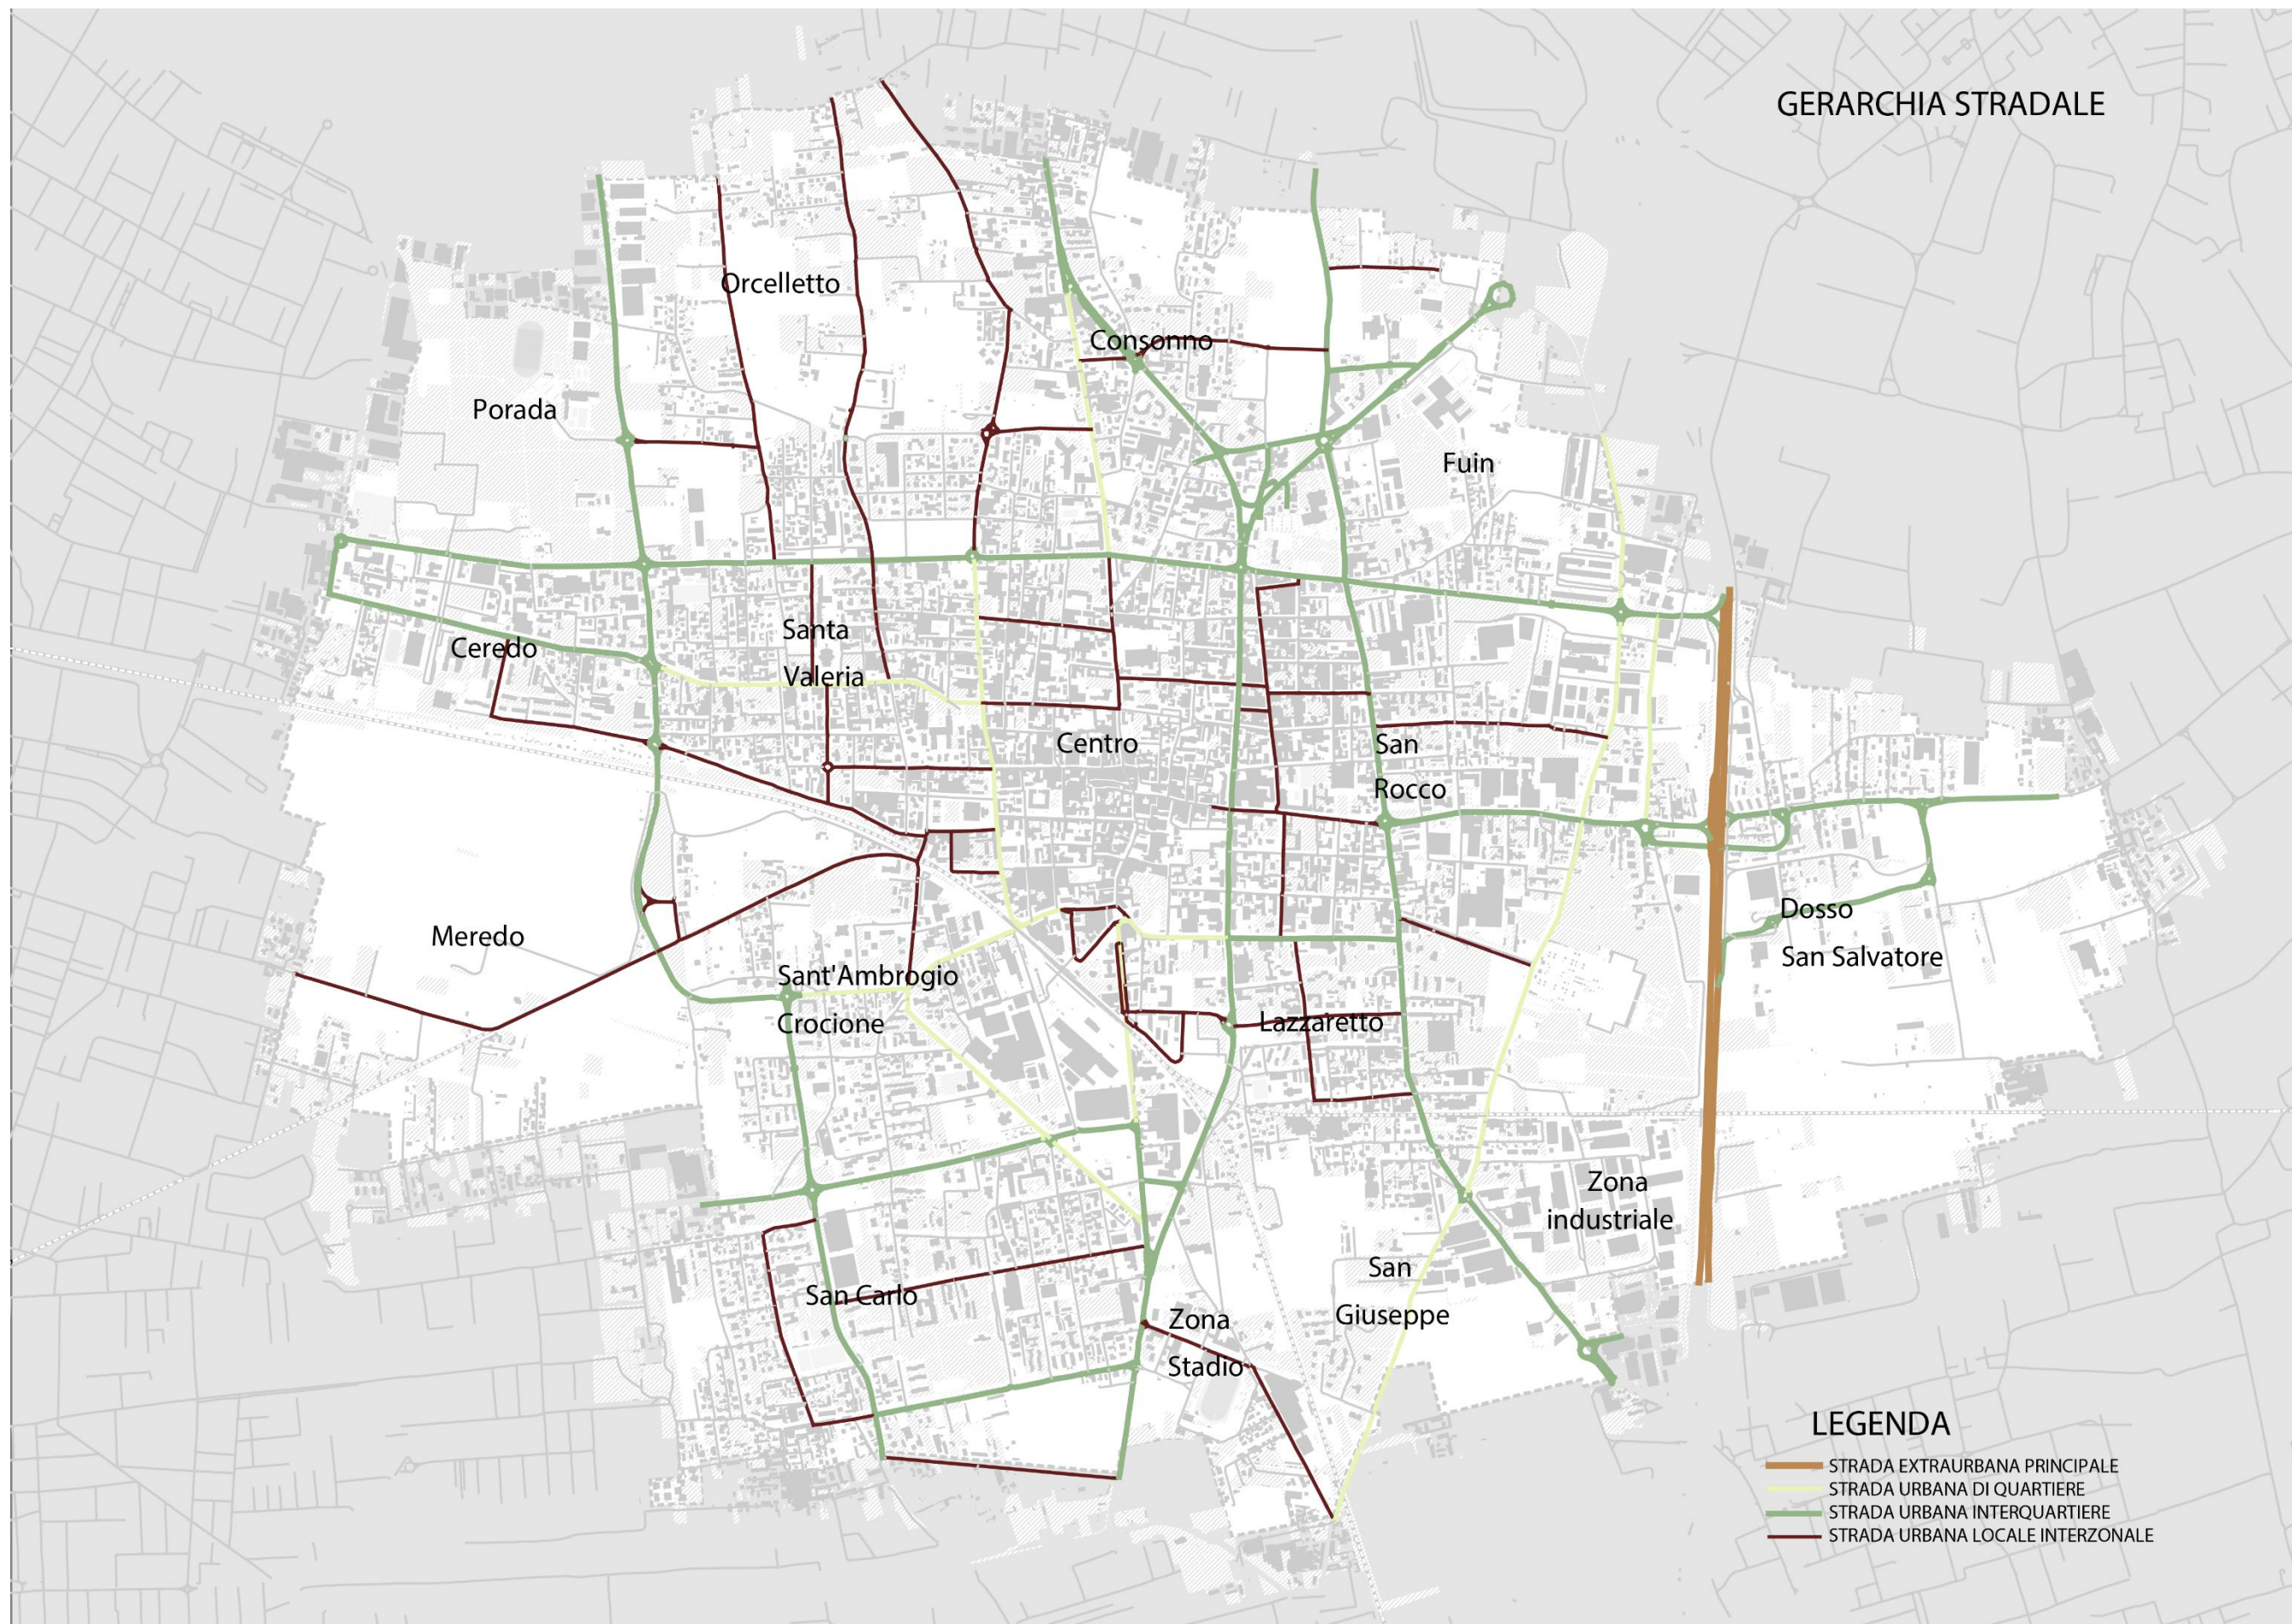 GERARCHIA STRADALE
Orcelletto
Consonno
Porada
Fuin
Santa
Valeria
Ceredo
Centro
San
Rocco
Meredo
Dosso
San Salvatore
Sant'Ambrogio
Crocione
Lazzaretto
Zona
industriale
San
Giuseppe
San Carlo
Zona
Stadio
LEGENDA
STRADA EXTRAURBANA PRINCIPALE
STRADA URBANA DI QUARTIERE
STRADA URBANA INTERQUARTIERE
STRADA URBANA LOCALE INTERZONALE